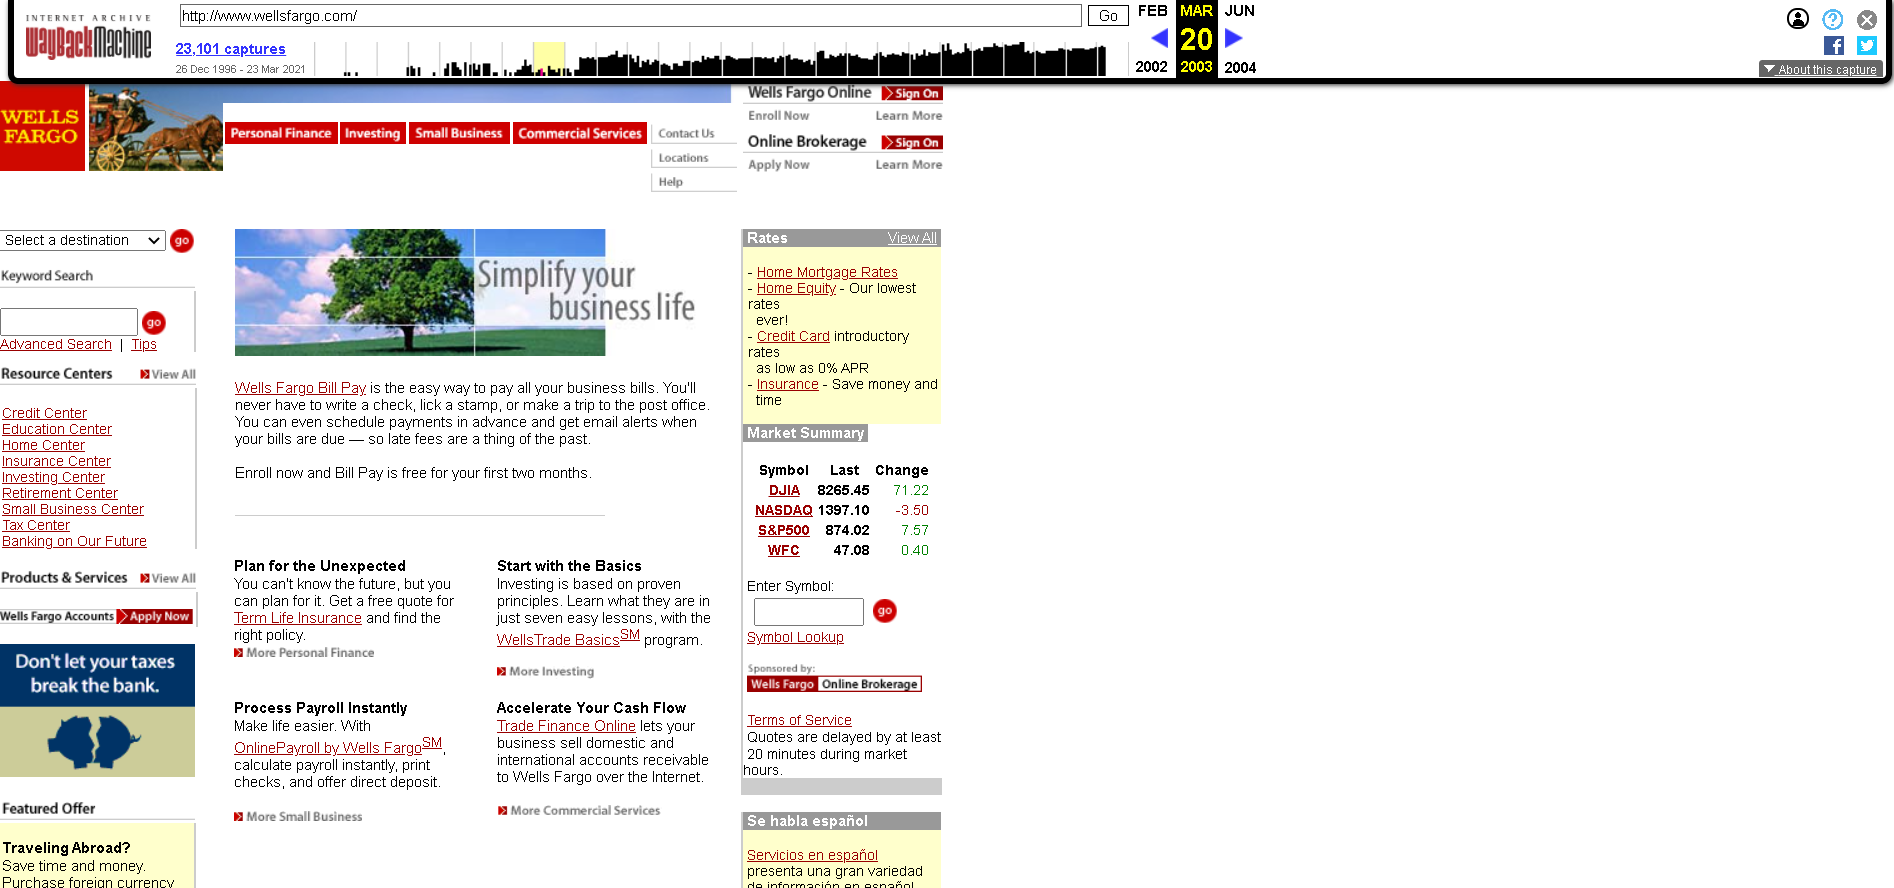 INTERNET ARCHIVE
WayBackMachine
http://www.wellsfargo.com/
Go
23,101 captures
26 Dec 1996 - 23 Mar 2021
FEB MAR JUN
20
2002 2003 2004
About this capture
WELLS
FARGO
Personal Finance
Investing
Small Business
Commercial Services
Contact Us
Locations
Help
Wells Fargo Online Sign On
Enroll Now Learn More
Online Brokerage Sign On
Apply Now Learn More
Select a destination go
Keyword Search
go
Advanced Search | Tips
Resource Centers View All
Credit Center
Education Center
Home Center
Insurance Center
Investing Center
Retirement Center
Small Business Center
Tax Center
Banking on Our Future
Products & Services View All
Wells Fargo Accounts Apply Now
Don't let your taxes
break the bank.
Featured Offer
Traveling Abroad?
Save time and money.
Purchase foreign currency
Simplify your
business life
Wells Fargo Bill Pay is the easy way to pay all your business bills. You'll
never have to write a check, lick a stamp, or make a trip to the post office.
You can even schedule payments in advance and get email alerts when
your bills are due — so late fees are a thing of the past.
Enroll now and Bill Pay is free for your first two months.
Plan for the Unexpected
You can't know the future, but you
can plan for it. Get a free quote for
Term Life Insurance and find the
right policy.
More Personal Finance
Start with the Basics
Investing is based on proven
principles. Learn what they are in
just seven easy lessons, with the
WellsTrade BasicsSM program.
More Investing
Process Payroll Instantly
Make life easier. With
OnlinePayroll by Wells FargoSM,
calculate payroll instantly, print
checks, and offer direct deposit.
More Small Business
Accelerate Your Cash Flow
Trade Finance Online lets your
business sell domestic and
international accounts receivable
to Wells Fargo over the Internet.
More Commercial Services
Rates View All
- Home Mortgage Rates
- Home Equity - Our lowest
rates
ever!
- Credit Card introductory
rates
as low as 0% APR
- Insurance - Save money and
time
Market Summary
Symbol Last Change
DJIA 8265.45 71.22
NASDAQ 1397.10 -3.50
S&P500 874.02 7.57
WFC 47.08 0.40
Enter Symbol:
go
Symbol Lookup
Sponsored by:
Wells Fargo Online Brokerage
Terms of Service
Quotes are delayed by at least
20 minutes during market
hours.
Se habla español
Servicios en español
presenta una gran variedad
de información en español